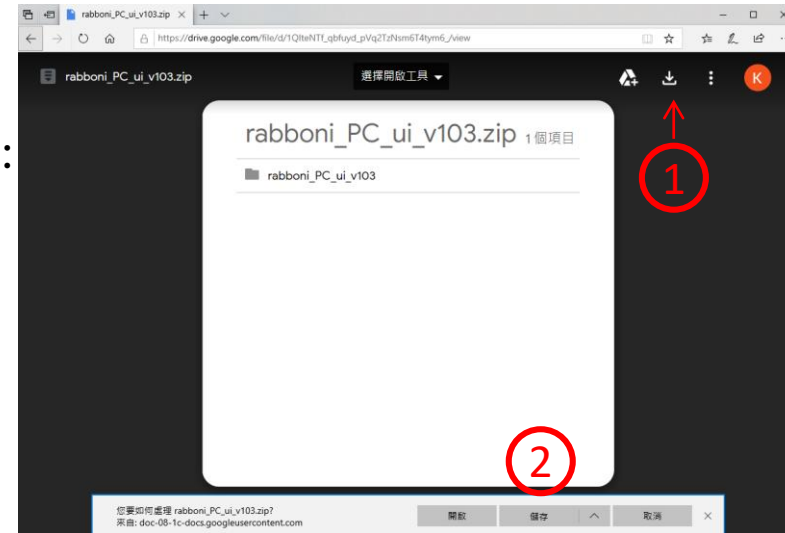 rabboni_PC_ui_v103.zip
https://drive.google.com/file/d/1QIteNTf_qbfuyd_pVq2TzNsm6T4tym6_/view
rabboni_PC_ui_v103.zip
選擇開啟工具
K
:
rabboni_PC_ui_v103.zip 1 個項目
rabboni_PC_ui_v103
1
2
您要如何處理 rabboni_PC_ui_v103.zip?
來自: doc-08-1c-docs.googleusercontent.com
開啟
儲存
取消